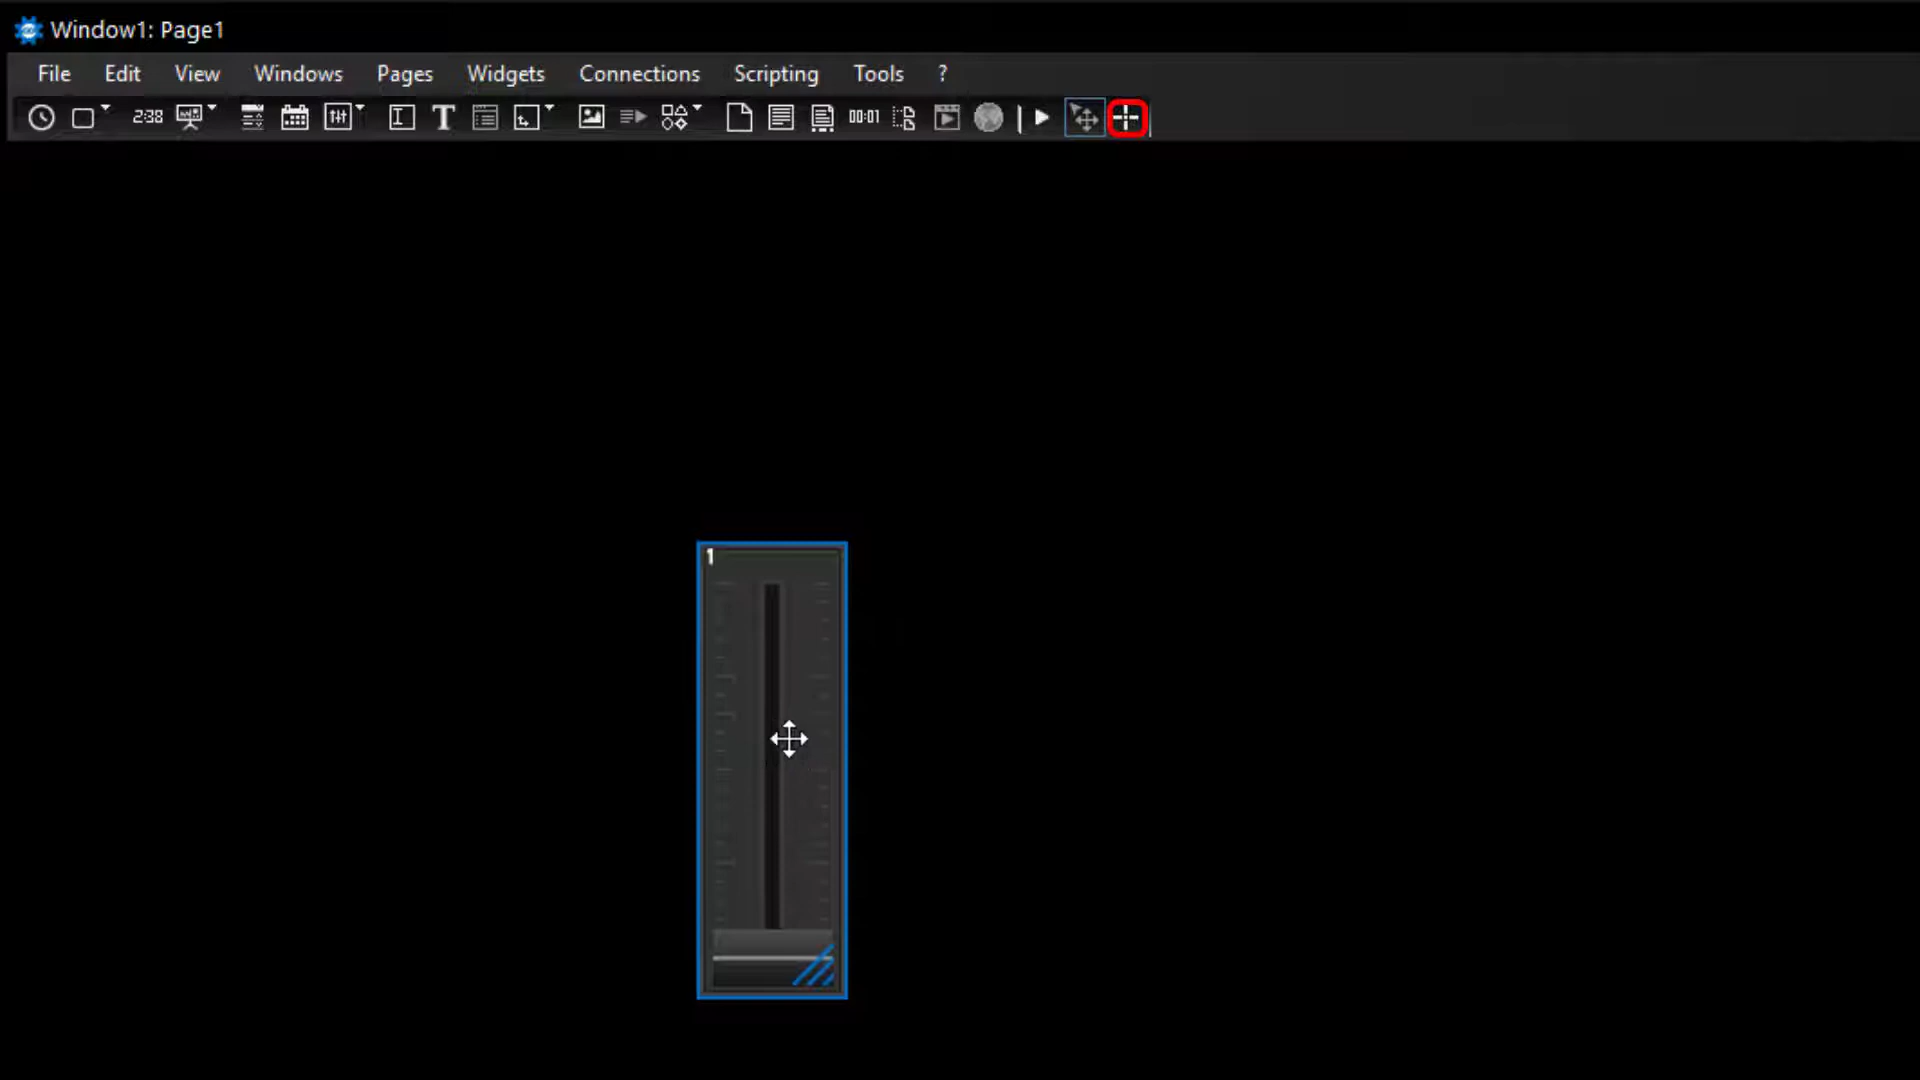 Window1: Page1
File Edit View Windows Pages Widgets Connections Scripting Tools ?
2:38 T 00:01
1